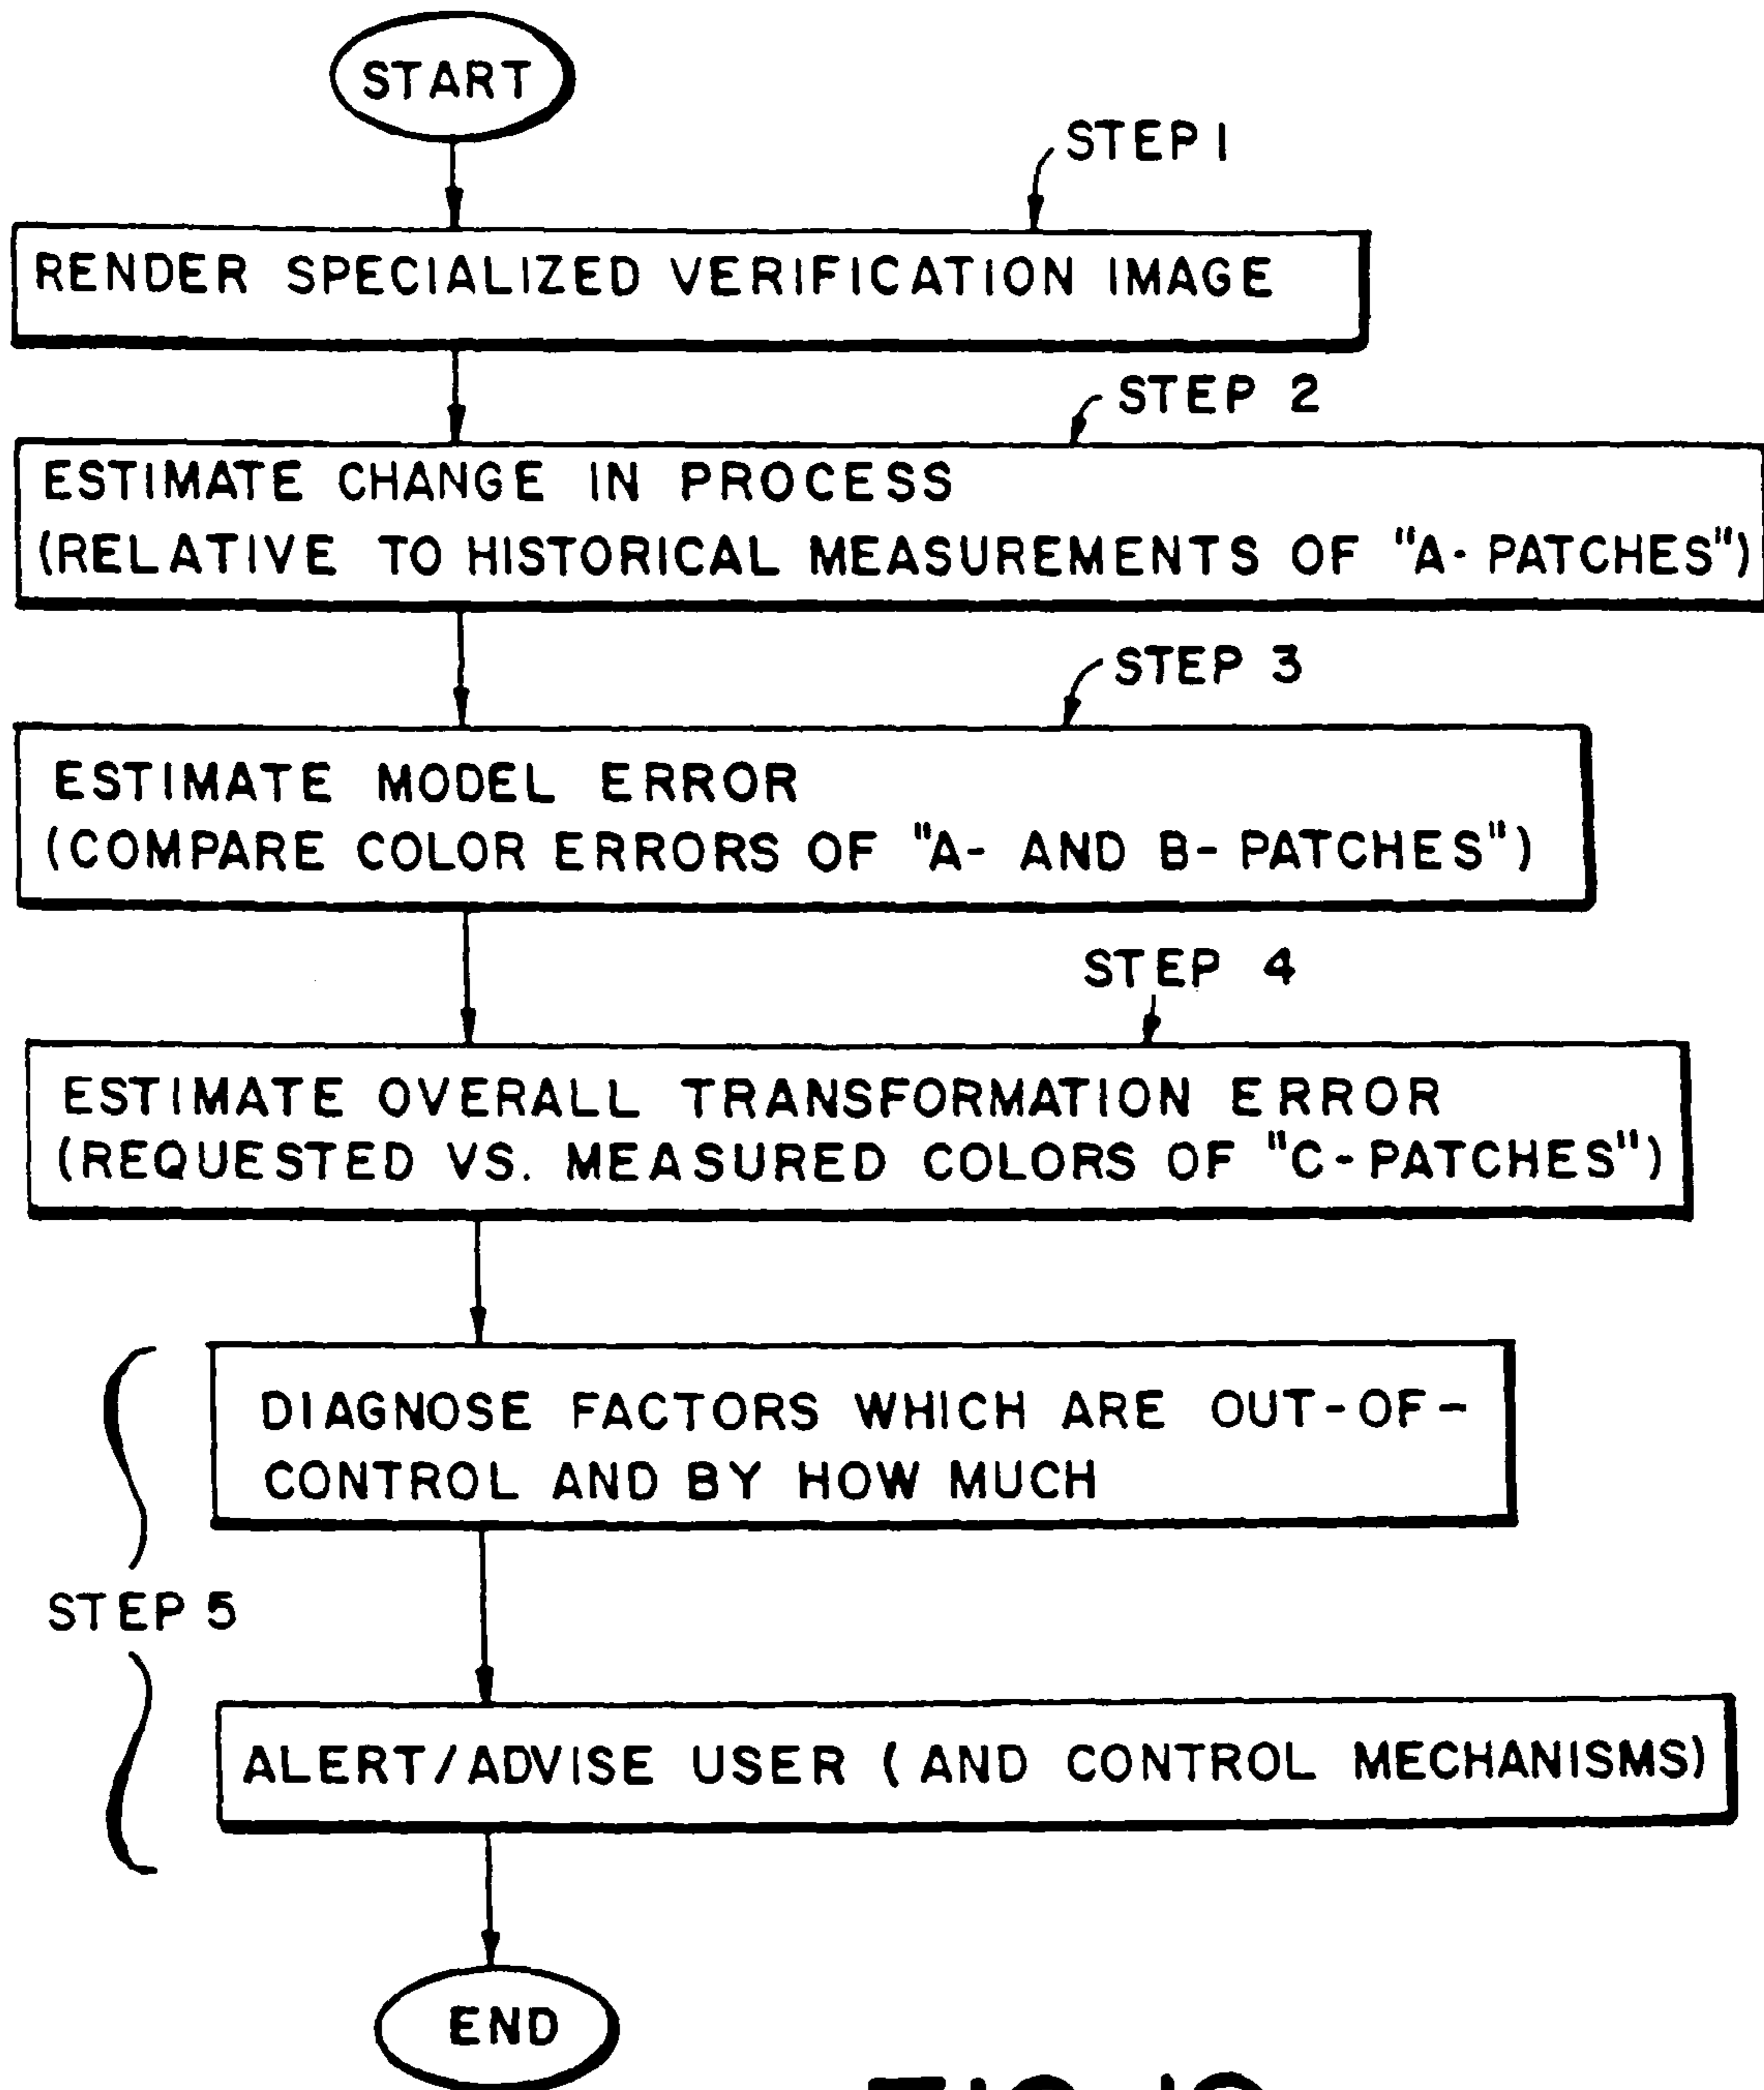 START
STEP 1
RENDER SPECIALIZED VERIFICATION IMAGE
STEP 2
ESTIMATE CHANGE IN PROCESS
(RELATIVE TO HISTORICAL MEASUREMENTS OF "A-PATCHES")
STEP 3
ESTIMATE MODEL ERROR
(COMPARE COLOR ERRORS OF "A- AND B- PATCHES")
STEP 4
ESTIMATE OVERALL TRANSFORMATION ERROR
(REQUESTED VS. MEASURED COLORS OF "C-PATCHES")
DIAGNOSE FACTORS WHICH ARE OUT-OF-
CONTROL AND BY HOW MUCH
STEP 5
ALERT/ADVISE USER (AND CONTROL MECHANISMS)
END